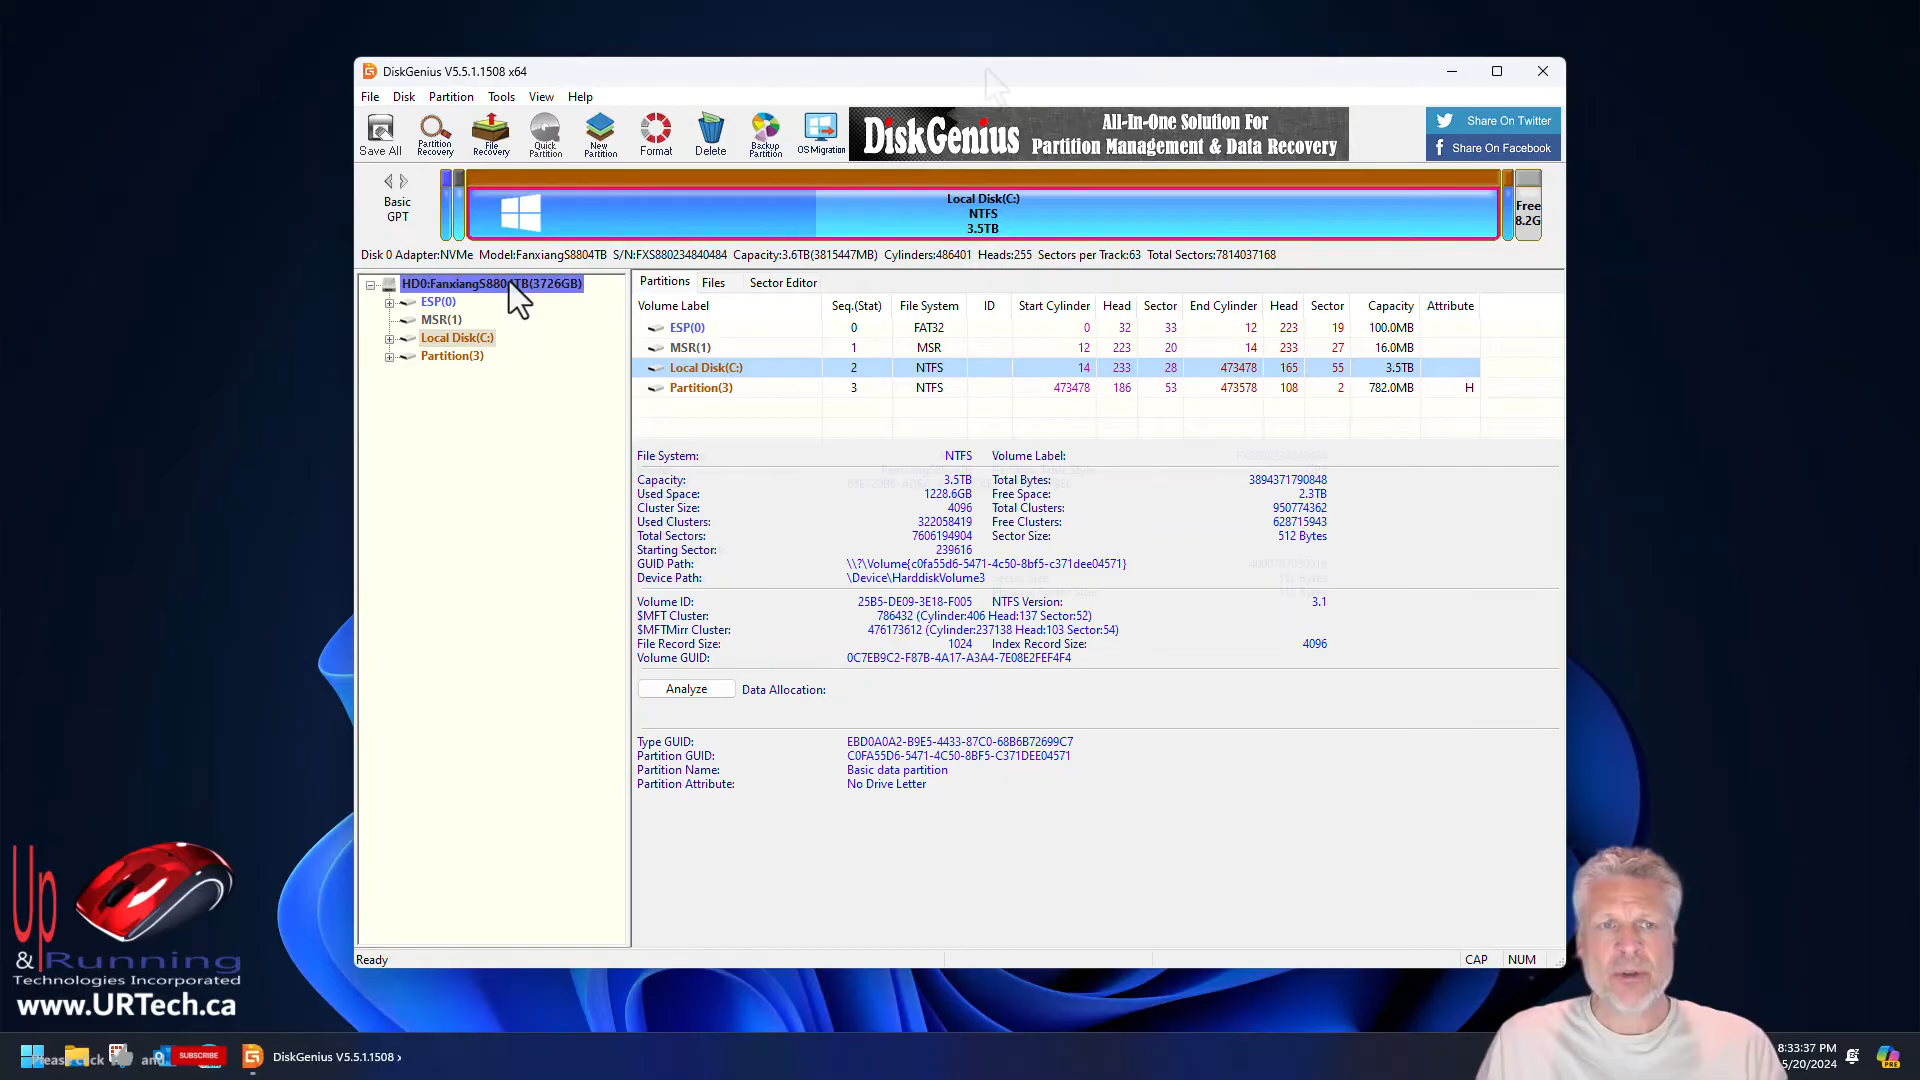 DiskGenius V5.5.1.1508 x64
File Disk Partition Tools View Help
Save All
Partition Recovery
File Recovery
Quick Partition
New Partition
Format
Delete
Backup Partition
OS Migration
DiskGenius
All-In-One Solution For
Partition Management & Data Recovery
Share On Twitter
Share On Facebook
Basic
GPT
Local Disk(C:)
NTFS
3.5TB
Free
8.2G
Disk 0 Adapter:NVMe Model:FanxiangS8804TB S/N:FXS880234840484 Capacity:3.6TB(3815447MB) Cylinders:486401 Heads:255 Sectors per Track:63 Total Sectors:7814037168
HD0:FanxiangS8804TB(3726GB)
ESP(0)
MSR(1)
Local Disk(C:)
Partition(3)
Partitions Files Sector Editor
Volume Label Seq.(Stat) File System ID Start Cylinder Head Sector End Cylinder Head Sector Capacity Attribute
ESP(0) 0 FAT32 0 32 33 12 223 19 100.0MB
MSR(1) 1 MSR 12 223 20 14 233 27 16.0MB
Local Disk(C:) 2 NTFS 14 233 28 473478 165 55 3.5TB
Partition(3) 3 NTFS 473478 186 53 473578 108 2 782.0MB H
File System: NTFS Volume Label:
Capacity: 3.5TB Total Bytes: 3894371790848
Used Space: 1228.6GB Free Space: 2.3TB
Cluster Size: 4096 Total Clusters: 950774362
Used Clusters: 322058419 Free Clusters: 628715943
Total Sectors: 7606194904 Sector Size: 512 Bytes
Starting Sector: 239616
GUID Path: \\?\Volume{c0fa55d6-5471-4c50-8bf5-c371dee04571}
Device Path: \Device\HarddiskVolume3
Volume ID: 25B5-DE09-3E18-F005 NTFS Version: 3.1
$MFT Cluster: 786432 (Cylinder:406 Head:137 Sector:52)
$MFTMirr Cluster: 476173612 (Cylinder:237138 Head:103 Sector:54)
File Record Size: 1024 Index Record Size: 4096
Volume GUID: 0C7EB9C2-F87B-4A17-A3A4-7E08E2FEF4F4
Analyze Data Allocation:
Type GUID: EBD0A0A2-B9E5-4433-87C0-68B6B72699C7
Partition GUID: C0FA55D6-5471-4C50-8BF5-C371DEE04571
Partition Name: Basic data partition
Partition Attribute: No Drive Letter
Ready CAP NUM
Up
& Running
Technologies Incorporated
www.URTech.ca
Please click and SUBSCRIBE
DiskGenius V5.5.1.1508
8:33:37 PM
5/20/2024
PRE